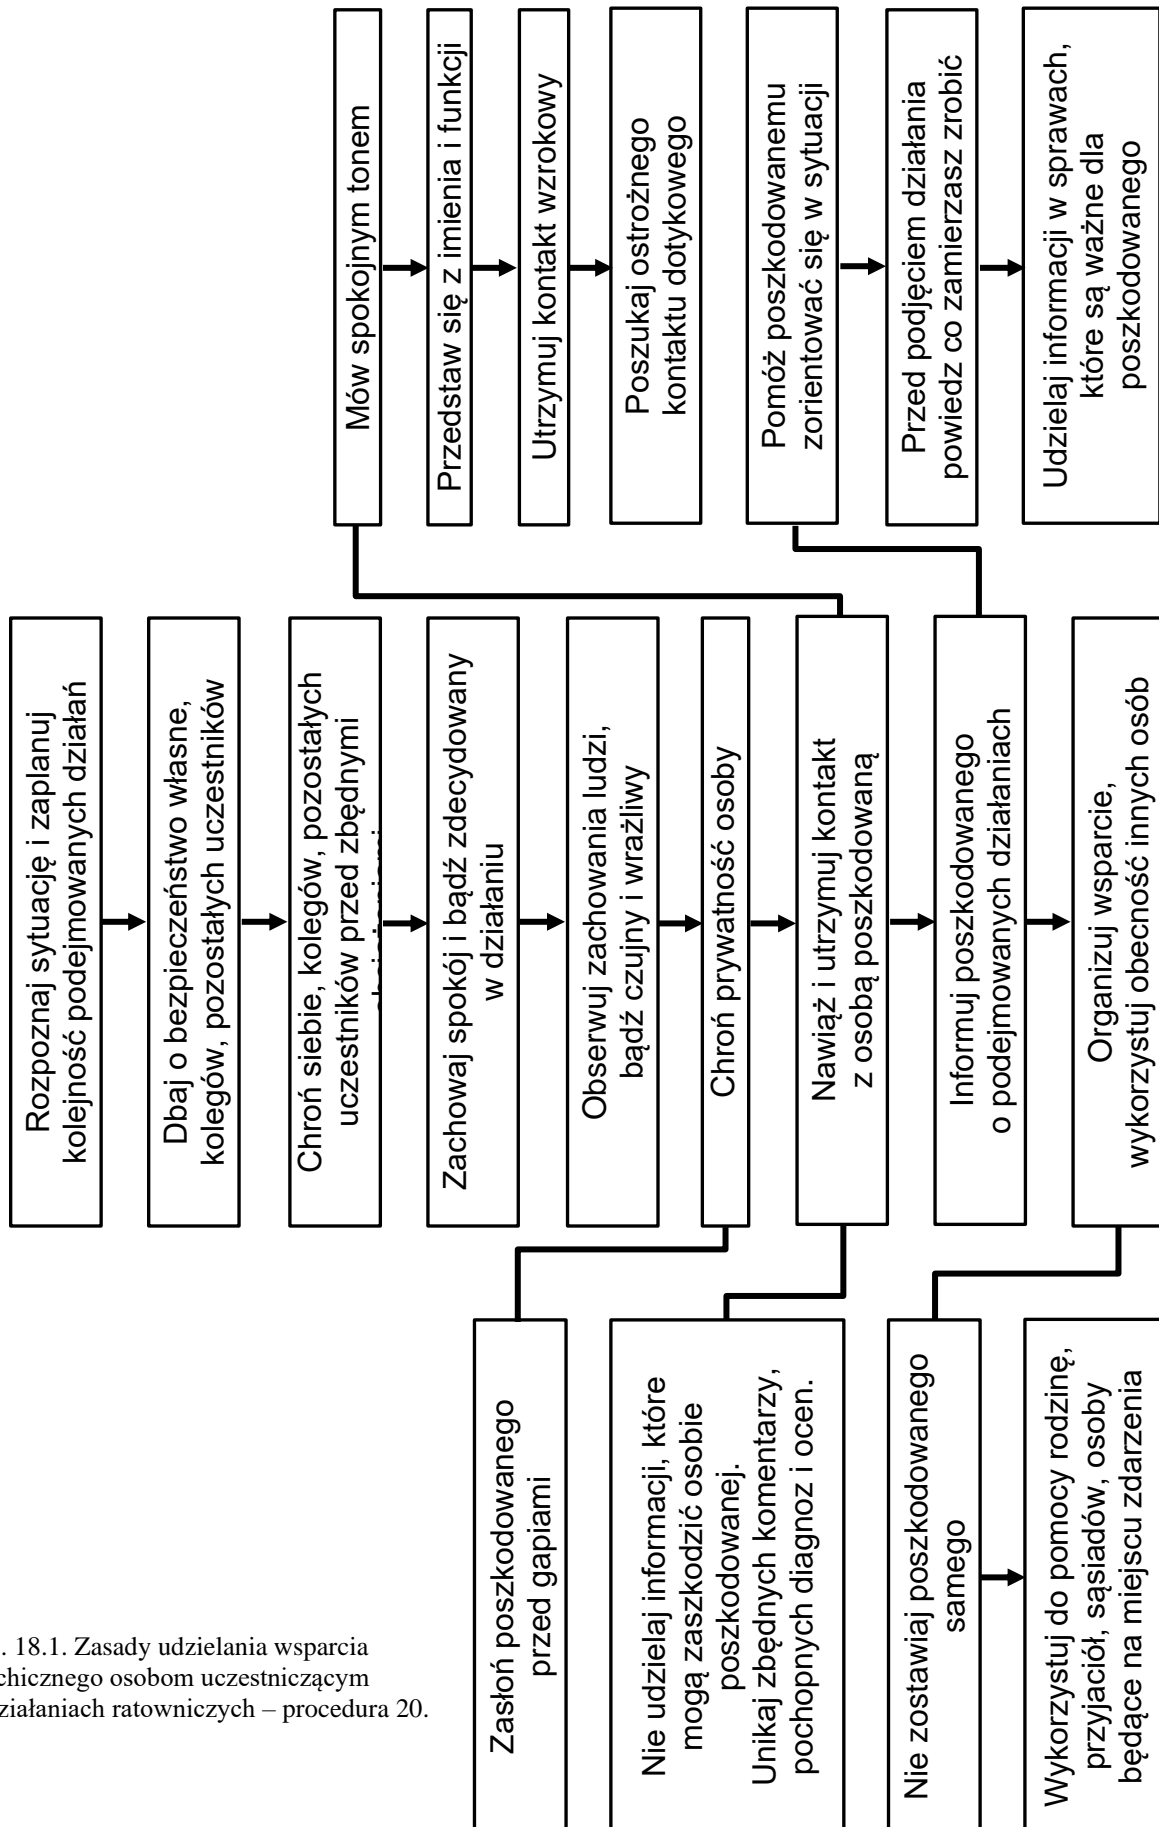 Rozpoznaj sytuację i zaplanuj
kolejność podejmowanych działań
Dbaj o bezpieczeństwo własne,
kolegów, pozostałych uczestników
Chroń siebie, kolegów, pozostałych
uczestników przed zbędnymi
Zachowaj spokój i bądź zdecydowany
w działaniu
Obserwuj zachowania ludzi,
bądź czujny i wrażliwy
Chroń prywatność osoby
Nawiąż i utrzymuj kontakt
z osobą poszkodowaną
Informuj poszkodowanego
o podejmowanych działaniach
Organizuj wsparcie,
wykorzystuj obecność innych osób
Mów spokojnym tonem
Przedstaw się z imienia i funkcji
Utrzymuj kontakt wzrokowy
Poszukaj ostrożnego
kontaktu dotykowego
Pomóż poszkodowanemu
zorientować się w sytuacji
Przed podjęciem działania
powiedz co zamierzasz zrobić
Udzielaj informacji w sprawach,
które są ważne dla
poszkodowanego
Zasłoń poszkodowanego
przed gapiami
Nie udzielaj informacji, które
mogą zaszkodzić osobie
poszkodowanej.
Unikaj zbędnych komentarzy,
pochopnych diagnoz i ocen.
Nie zostawiaj poszkodowanego
samego
Wykorzystuj do pomocy rodzinę,
przyjaciół, sąsiadów, osoby
będące na miejscu zdarzenia
. 18.1. Zasady udzielania wsparcia
chicznego osobom uczestniczącym
ziałaniach ratowniczych – procedura 20.